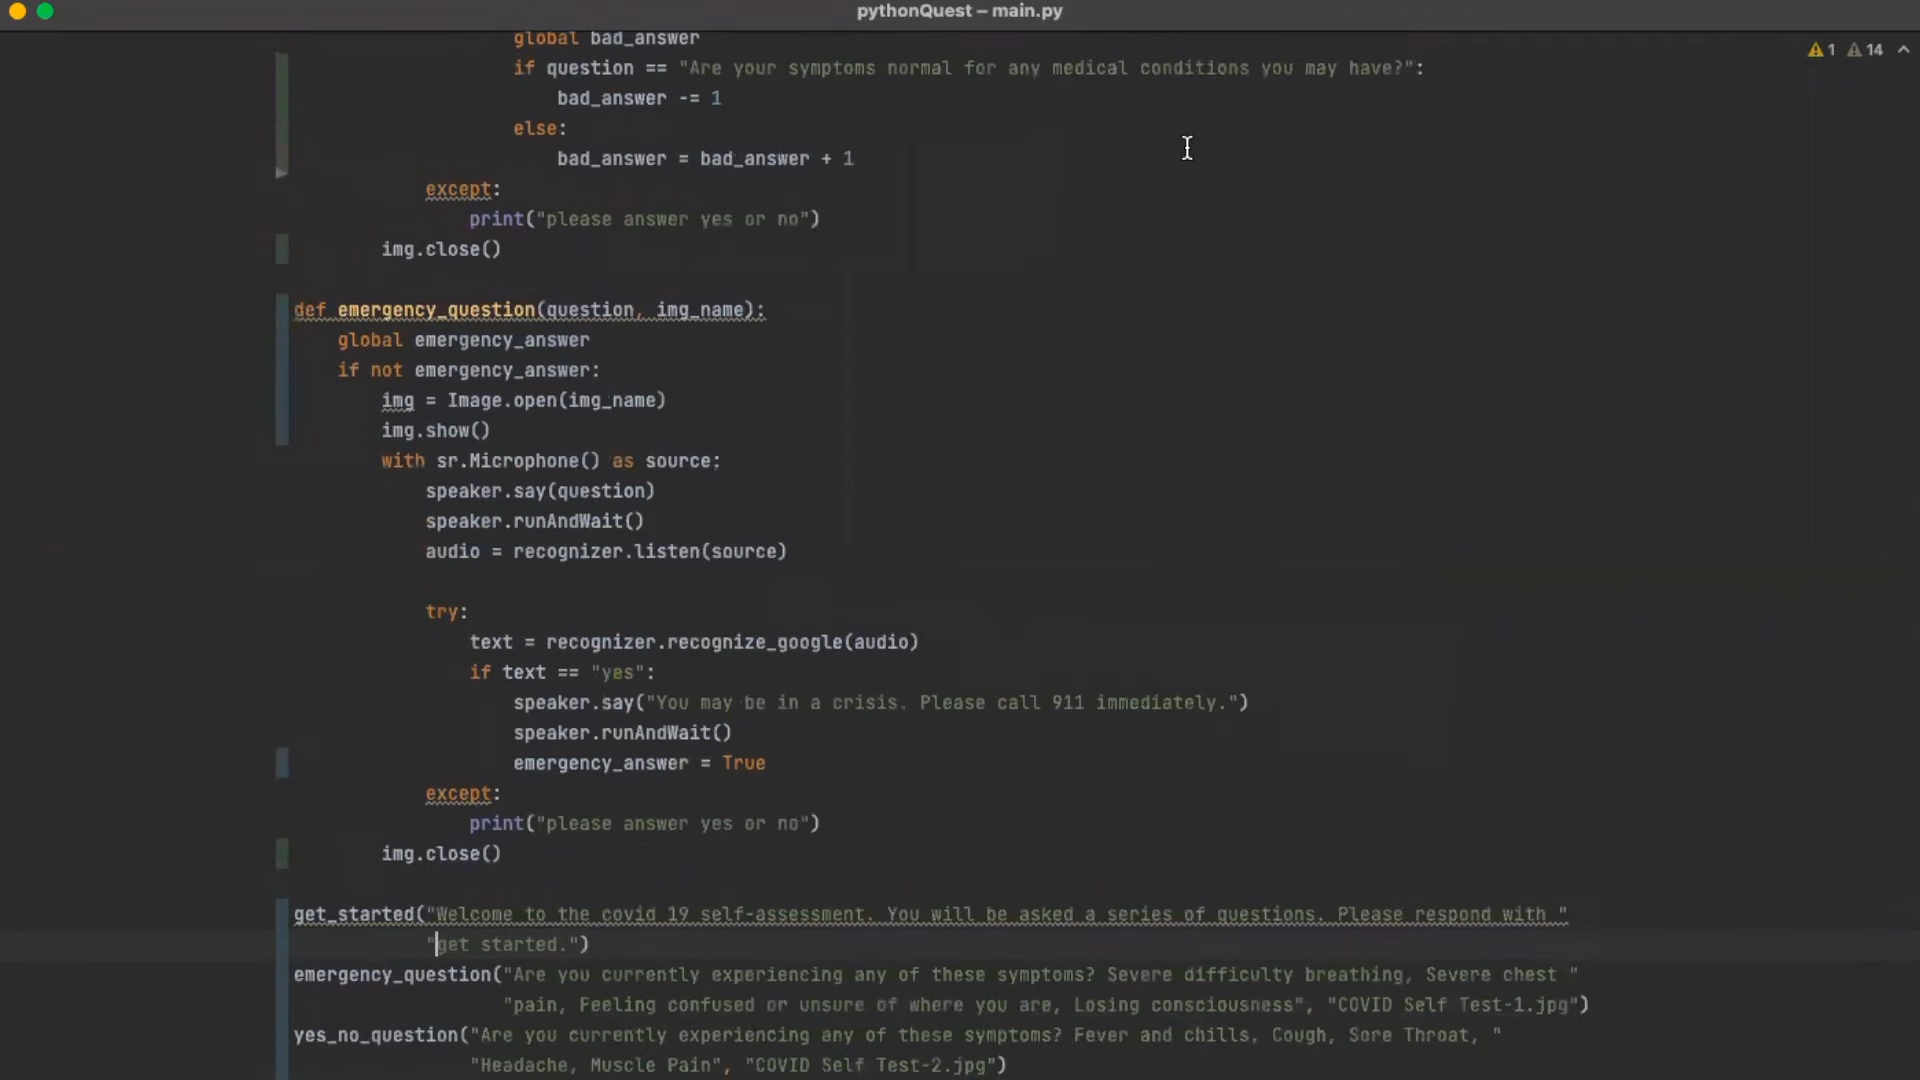 pythonQuest – main.py
global bad_answer
1 14
if question == "Are your symptoms normal for any medical conditions you may have?":
bad_answer -= 1
else:
bad_answer = bad_answer + 1
except:
print("please answer yes or no")
img.close()
def emergency_question(question, img_name):
global emergency_answer
if not emergency_answer:
img = Image.open(img_name)
img.show()
with sr.Microphone() as source:
speaker.say(question)
speaker.runAndWait()
audio = recognizer.listen(source)
try:
text = recognizer.recognize_google(audio)
if text == "yes":
speaker.say("You may be in a crisis. Please call 911 immediately.")
speaker.runAndWait()
emergency_answer = True
except:
print("please answer yes or no")
img.close()
get_started("Welcome to the covid 19 self-assessment. You will be asked a series of questions. Please respond with "
"get started.")
emergency_question("Are you currently experiencing any of these symptoms? Severe difficulty breathing, Severe chest "
"pain, Feeling confused or unsure of where you are, Losing consciousness", "COVID Self Test-1.jpg")
yes_no_question("Are you currently experiencing any of these symptoms? Fever and chills, Cough, Sore Throat, "
"Headache, Muscle Pain", "COVID Self Test-2.jpg")